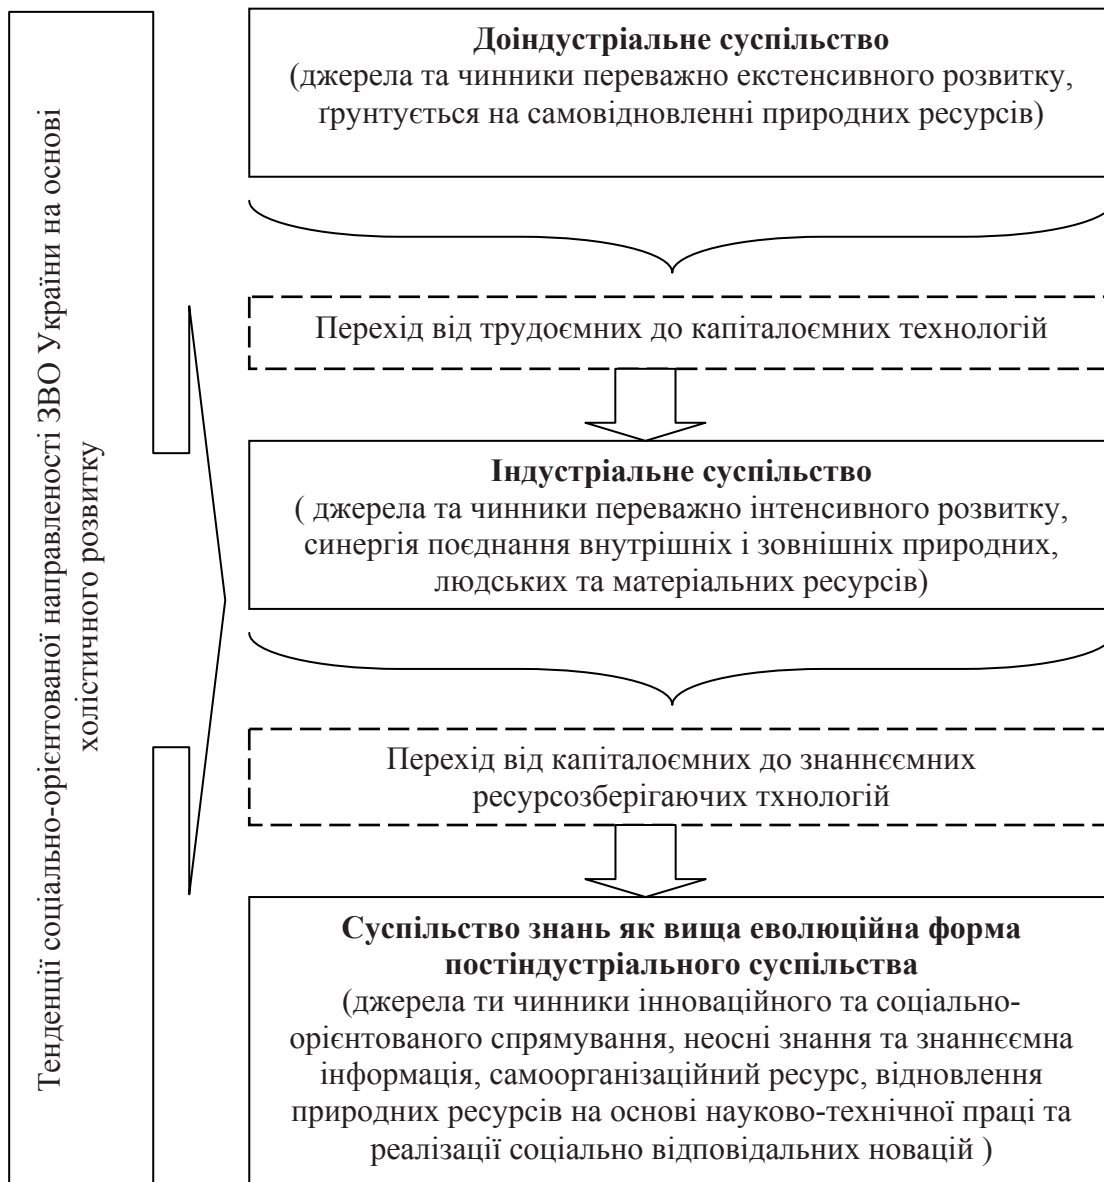 Тенденції соціально-орієнтованої направленості ЗВО України на основі
холістичного розвитку
Доіндустріальне суспільство
(джерела та чинники переважно екстенсивного розвитку,
ґрунтується на самовідновленні природних ресурсів)
Перехід від трудоємних до капіталоємних технологій
Індустріальне суспільство
( джерела та чинники переважно інтенсивного розвитку,
синергія поєднання внутрішніх і зовнішніх природних,
людських та матеріальних ресурсів)
Перехід від капіталоємних до знаннєємних
ресурсозберігаючих тхнологій
Суспільство знань як вища еволюційна форма
постіндустріального суспільства
(джерела ти чинники інноваційного та соціально-
орієнтованого спрямування, неосні знання та знаннєємна
інформація, самоорганізаційний ресурс, відновлення
природних ресурсів на основі науково-технічної праці та
реалізації соціально відповідальних новацій )